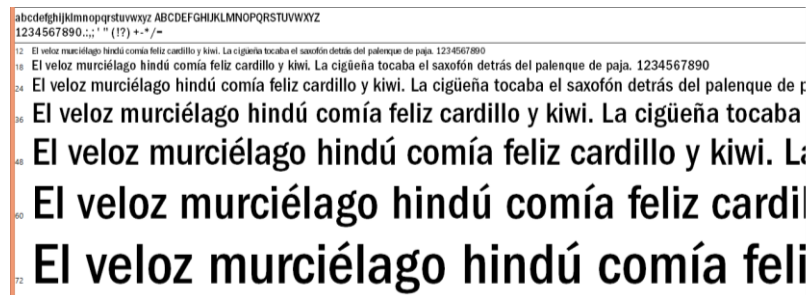 abcdefghijklmnopqrstuvwxyz ABCDEFGHIJKLMNOPQRSTUVWXYZ
1234567890.:,; ' " (!?) +-*/=
12 El veloz murciélago hindú comía feliz cardillo y kiwi. La cigüeña tocaba el saxofón detrás del palenque de paja. 1234567890
18 El veloz murciélago hindú comía feliz cardillo y kiwi. La cigüeña tocaba el saxofón detrás del palenque de paja. 1234567890
24 El veloz murciélago hindú comía feliz cardillo y kiwi. La cigüeña tocaba el saxofón detrás del palenque de p
36 El veloz murciélago hindú comía feliz cardillo y kiwi. La cigüeña tocaba
48 El veloz murciélago hindú comía feliz cardillo y kiwi. La
60 El veloz murciélago hindú comía feliz cardil
72 El veloz murciélago hindú comía feli